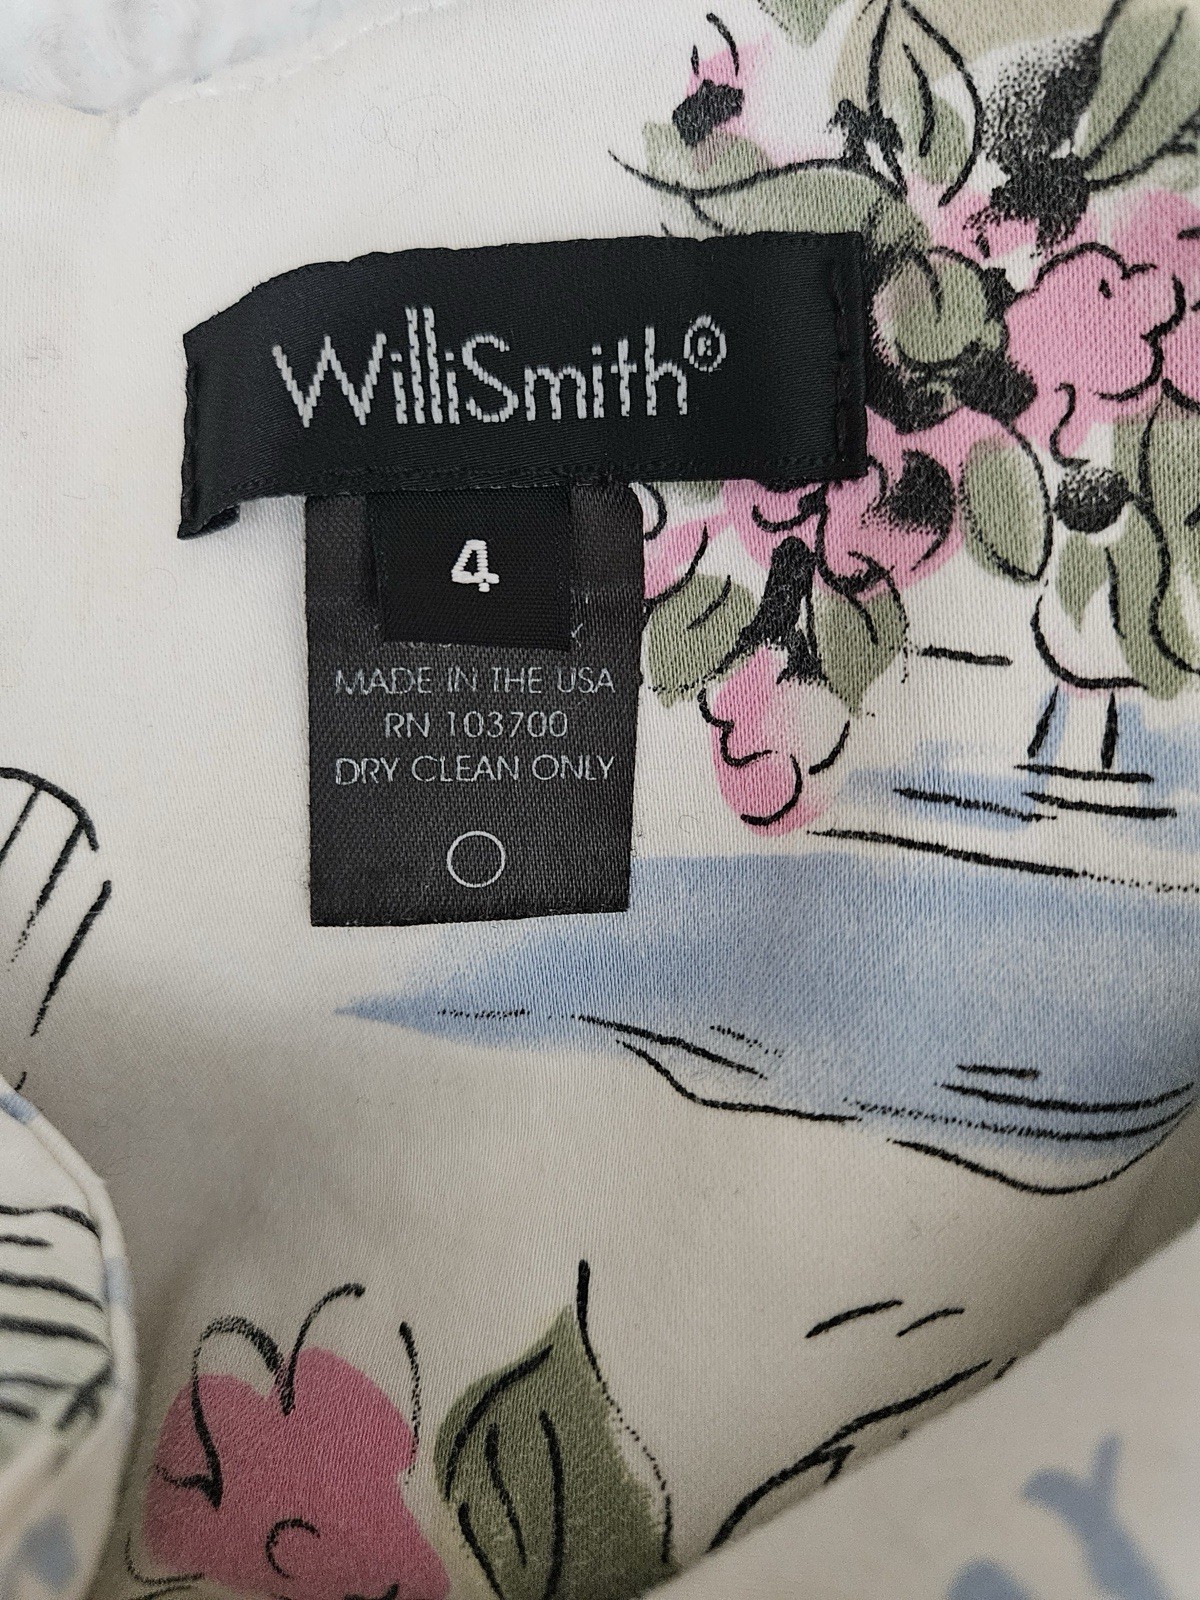 WilliSmith®
4
MADE IN THE USA
RN 103700
DRY CLEAN ONLY